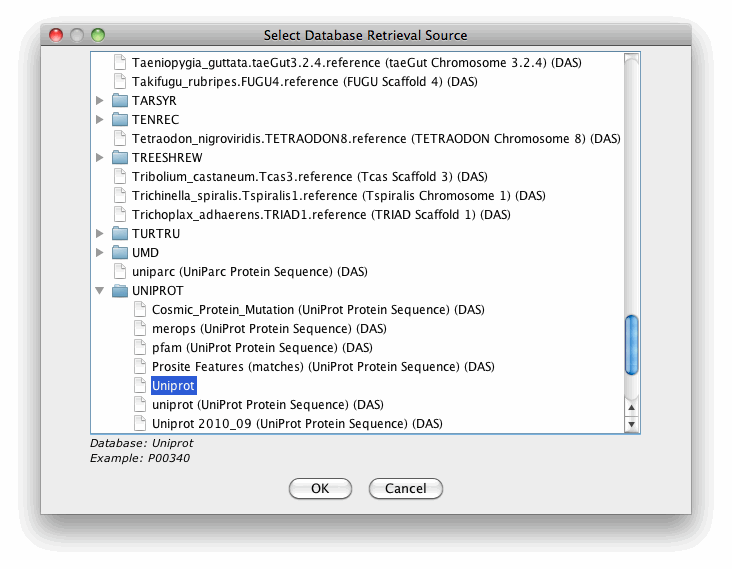 Select Database Retrieval Source
Taeniopygia_guttata.taeGut3.2.4.reference (taeGut Chromosome 3.2.4) (DAS)
Takifugu_rubripes.FUGU4.reference (FUGU Scaffold 4) (DAS)
TARSYR
TENREC
Tetraodon_nigroviridis.TETRAODON8.reference (TETRAODON Chromosome 8) (DAS)
TREESHREW
Tribolium_castaneum.Tcas3.reference (Tcas Scaffold 3) (DAS)
Trichinella_spiralis.Tspiralis1.reference (Tspiralis Chromosome 1) (DAS)
Trichoplax_adhaerens.TRIAD1.reference (TRIAD Scaffold 1) (DAS)
TURTRU
UMD
uniparc (UniParc Protein Sequence) (DAS)
UNIPROT
Cosmic_Protein_Mutation (UniProt Protein Sequence) (DAS)
merops (UniProt Protein Sequence) (DAS)
pfam (UniProt Protein Sequence) (DAS)
Prosite Features (matches) (UniProt Protein Sequence) (DAS)
Uniprot
uniprot (UniProt Protein Sequence) (DAS)
Uniprot 2010_09 (UniProt Protein Sequence) (DAS)
Database: Uniprot
Example: P00340
OK Cancel